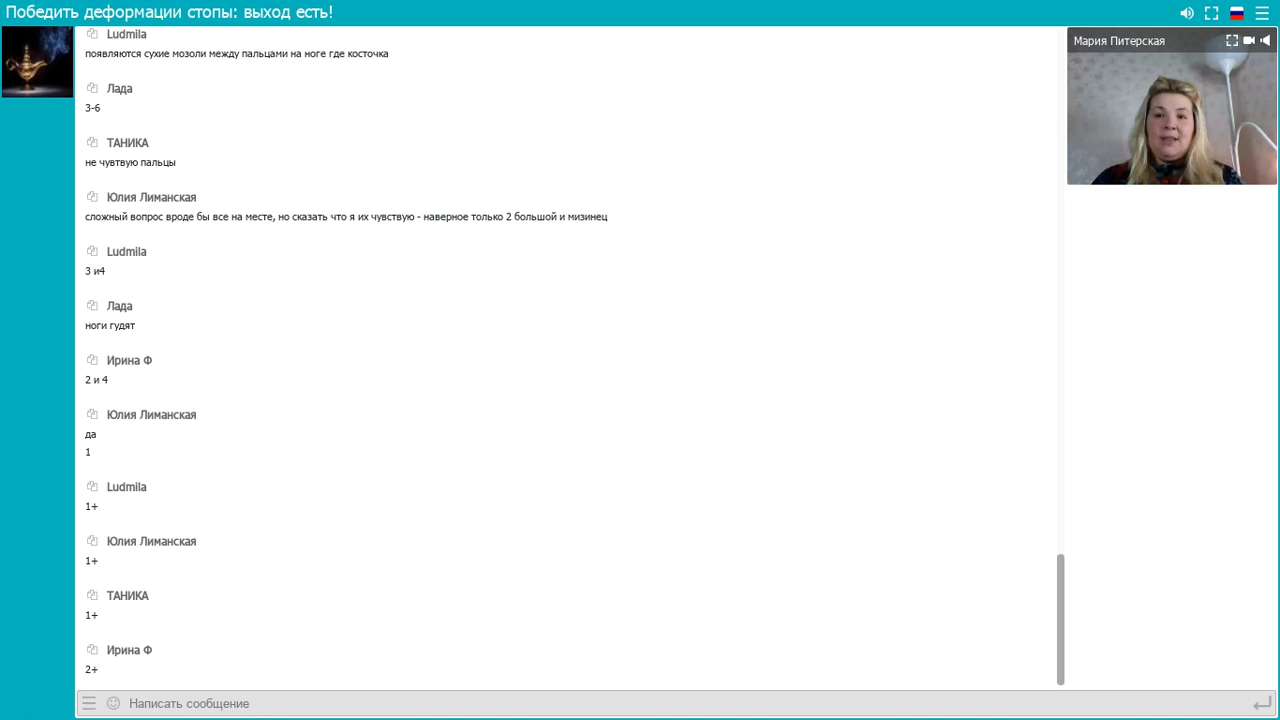 Победить деформации стопы: выход есть!
Ludmila
появляются сухие мозоли между пальцами на ноге где косточка
Лада
3-6
ТАНИКА
не чувтвую пальцы
Юлия Лиманская
сложный вопрос вроде бы все на месте, но сказать что я их чувствую - наверное только 2 большой и мизинец
Ludmila
3 и4
Лада
ноги гудят
Ирина Ф
2 и 4
Юлия Лиманская
да
1
Ludmila
1+
Юлия Лиманская
1+
ТАНИКА
1+
Ирина Ф
2+
Написать сообщение
Мария Питерская